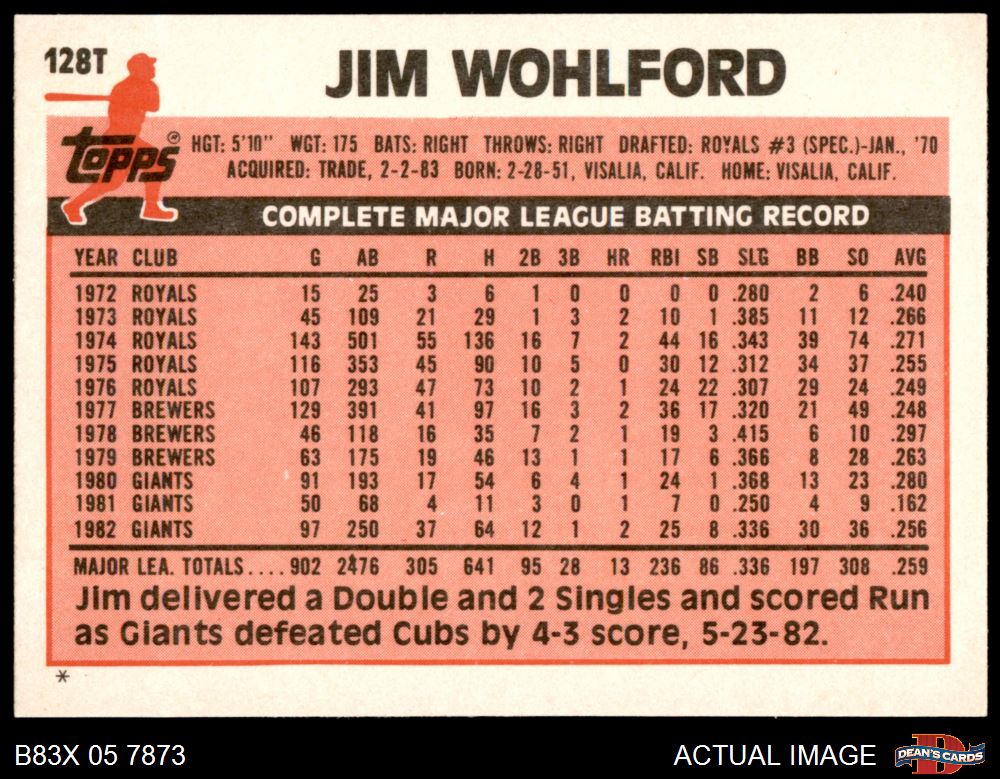 128T
JIM WOHLFORD
topps ®
HGT: 5'10" WGT: 175 BATS: RIGHT THROWS: RIGHT DRAFTED: ROYALS #3 (SPEC.)-JAN., '70
ACQUIRED: TRADE, 2-2-83 BORN: 2-28-51, VISALIA, CALIF. HOME: VISALIA, CALIF.
COMPLETE MAJOR LEAGUE BATTING RECORD
YEAR CLUB G AB R H 2B 3B HR RBI SB SLG BB SO AVG
1972 ROYALS 15 25 3 6 1 0 0 0 0 .280 2 6 .240
1973 ROYALS 45 109 21 29 1 3 2 10 1 .385 11 12 .266
1974 ROYALS 143 501 55 136 16 7 2 44 16 .343 39 74 .271
1975 ROYALS 116 353 45 90 10 5 0 30 12 .312 34 37 .255
1976 ROYALS 107 293 47 73 10 2 1 24 22 .307 29 24 .249
1977 BREWERS 129 391 41 97 16 3 2 36 17 .320 21 49 .248
1978 BREWERS 46 118 16 35 7 2 1 19 3 .415 6 10 .297
1979 BREWERS 63 175 19 46 13 1 1 17 6 .366 8 28 .263
1980 GIANTS 91 193 17 54 6 4 1 24 1 .368 13 23 .280
1981 GIANTS 50 68 4 11 3 0 1 7 0 .250 4 9 .162
1982 GIANTS 97 250 37 64 12 1 2 25 8 .336 30 36 .256
MAJOR LEA. TOTALS.... 902 2476 305 641 95 28 13 236 86 .336 197 308 .259
Jim delivered a Double and 2 Singles and scored Run
as Giants defeated Cubs by 4-3 score, 5-23-82.
*
B83X 05 7873 ACTUAL IMAGE DEAN'S CARDS